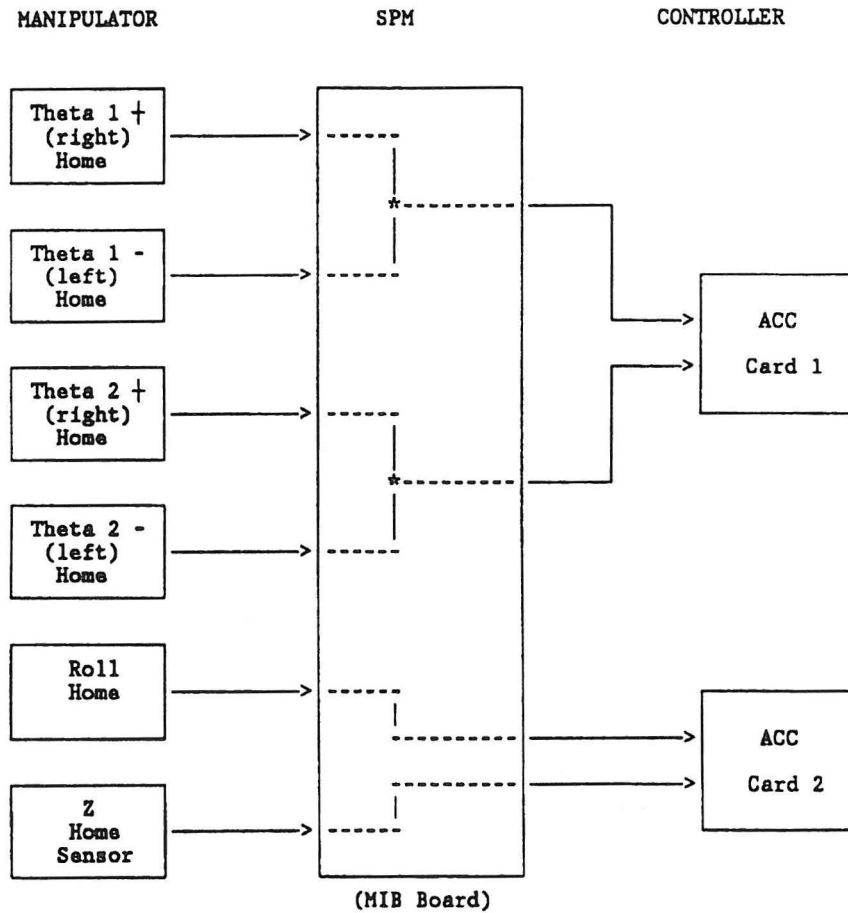 MANIPULATOR SPM CONTROLLER
Theta 1 +
(right)
Home
Theta 1 -
(left)
Home
Theta 2 +
(right)
Home
Theta 2 -
(left)
Home
Roll
Home
Z
Home
Sensor
*
*
ACC
Card 1
ACC
Card 2
(MIB Board)